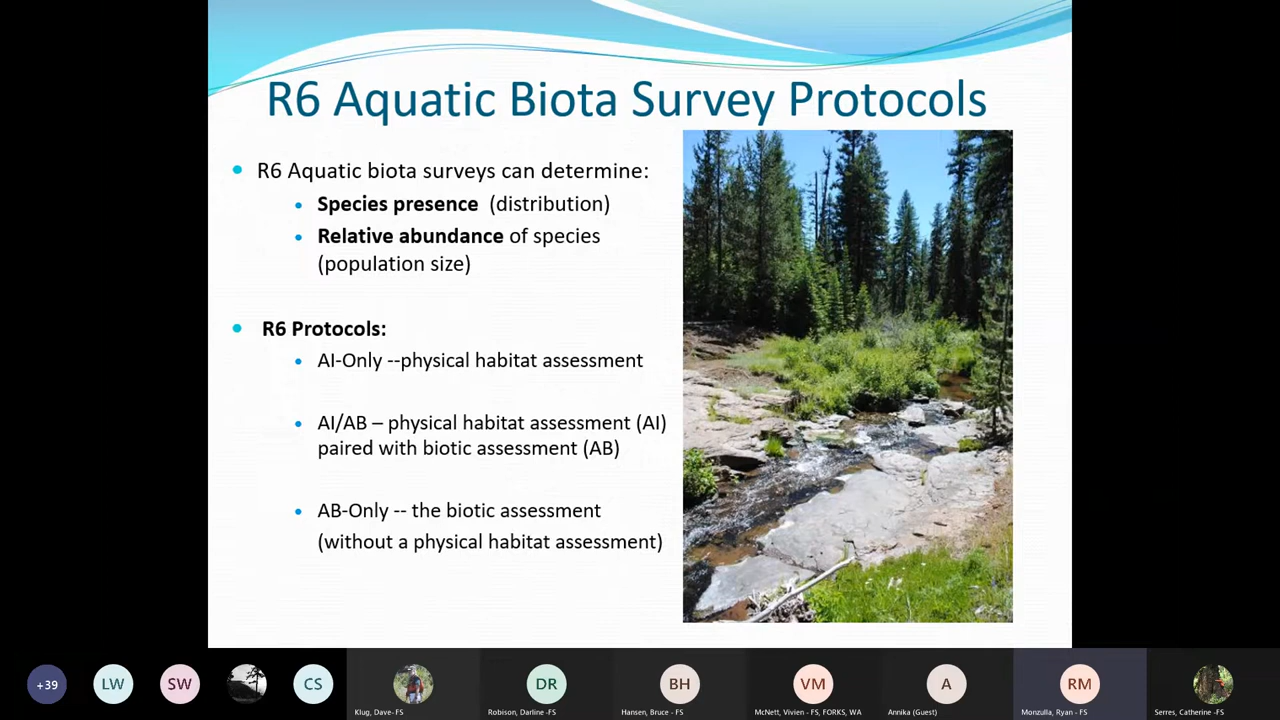 R6 Aquatic Biota Survey Protocols
R6 Aquatic biota surveys can determine:
Species presence (distribution)
Relative abundance of species
(population size)
R6 Protocols:
AI-Only --physical habitat assessment
AI/AB – physical habitat assessment (AI)
paired with biotic assessment (AB)
AB-Only -- the biotic assessment
(without a physical habitat assessment)
+39
LW
SW
CS
DR
BH
VM
A
RM
Klug, Dave- FS
Robison, Darline -FS
Hansen, Bruce - FS
McNett, Vivien - FS, FORKS, WA
Annika (Guest)
Monzulla, Ryan - FS
Serres, Catherine -FS